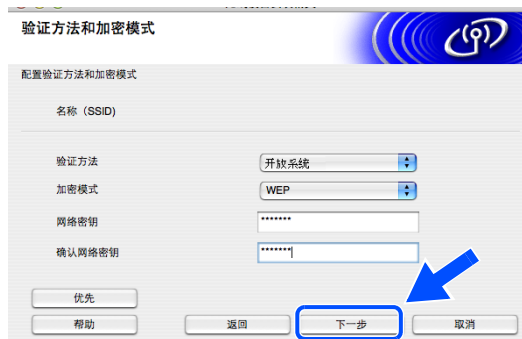 验证方法和加密模式
配置验证方法和加密模式
名称（SSID)
验证方法 开放系统
加密模式 WEP
网络密钥 *******
确认网络密钥 *******
优先
帮助 返回 下一步 取消